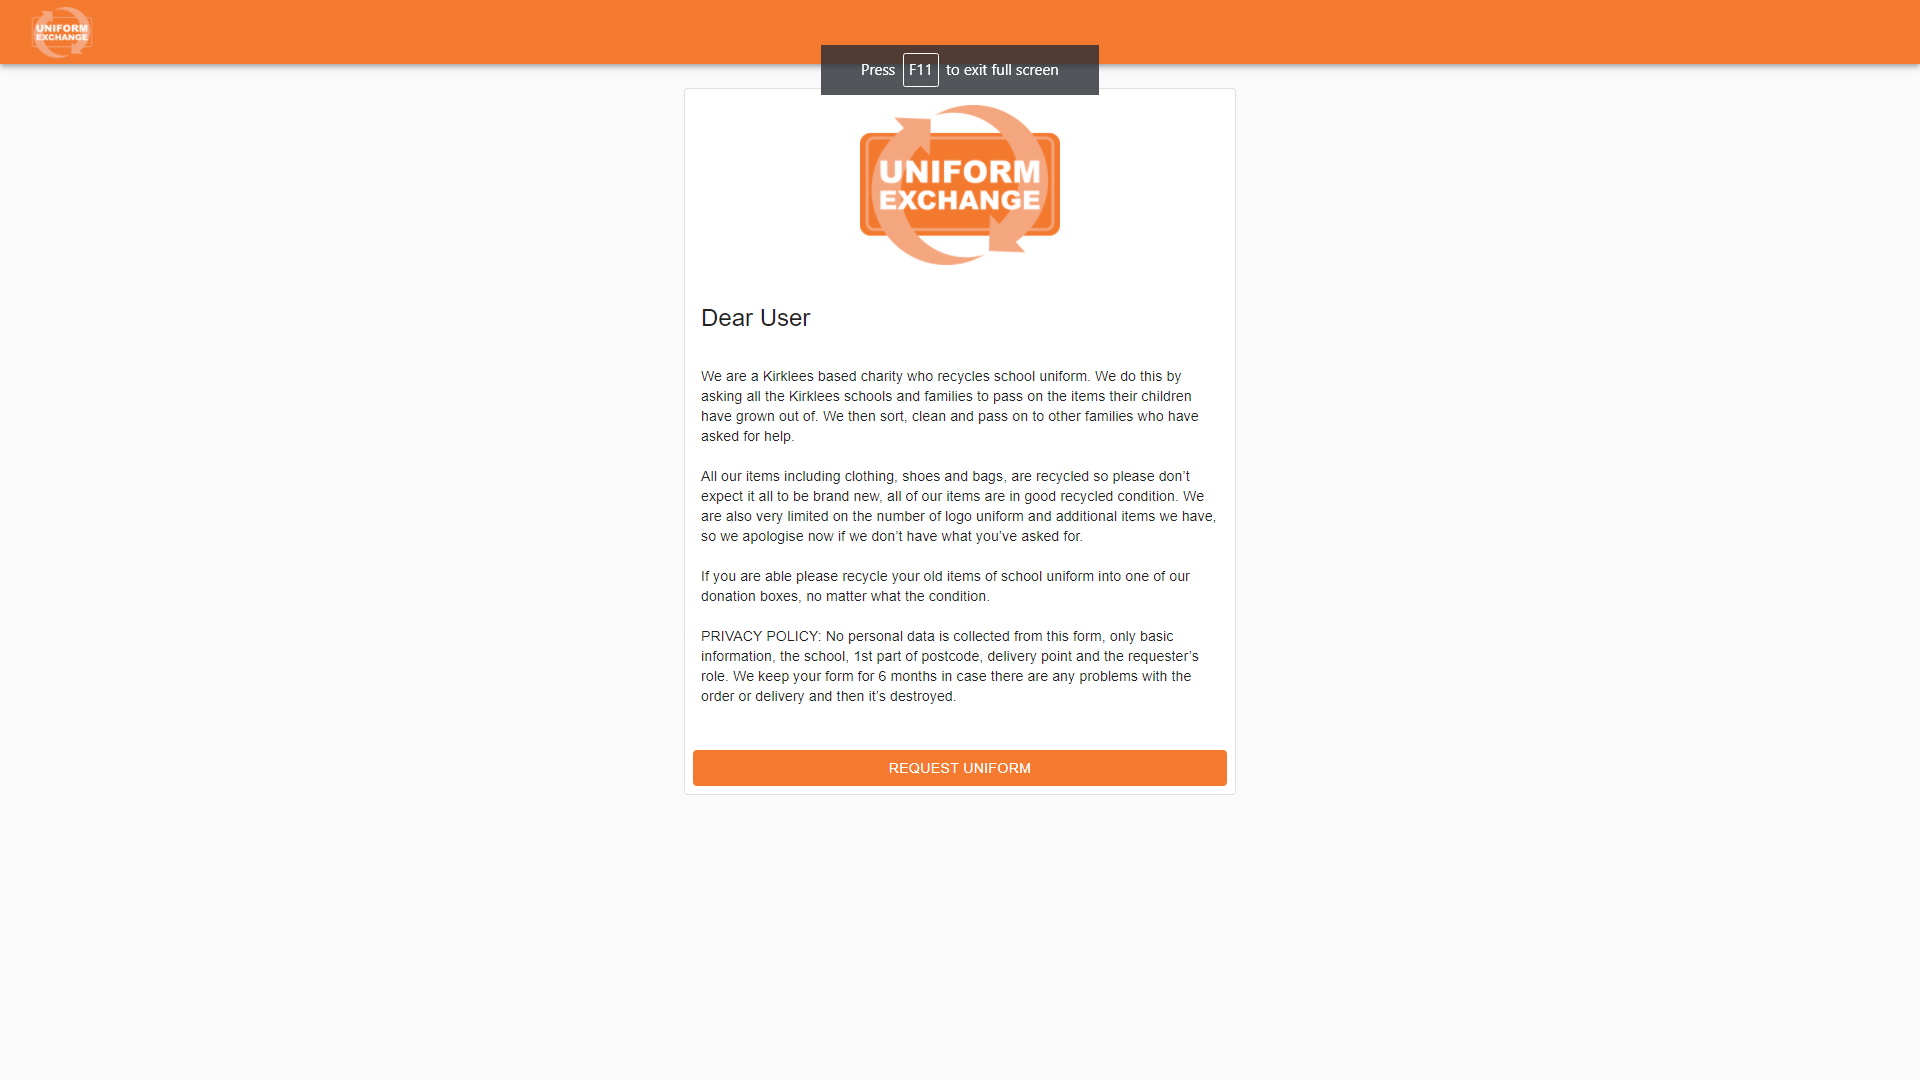 UNIFORM
EXCHANGE
Press F11 to exit full screen
UNIFORM
EXCHANGE
Dear User
We are a Kirklees based charity who recycles school uniform. We do this by
asking all the Kirklees schools and families to pass on the items their children
have grown out of. We then sort, clean and pass on to other families who have
asked for help.
All our items including clothing, shoes and bags, are recycled so please don’t
expect it all to be brand new, all of our items are in good recycled condition. We
are also very limited on the number of logo uniform and additional items we have,
so we apologise now if we don’t have what you’ve asked for.
If you are able please recycle your old items of school uniform into one of our
donation boxes, no matter what the condition.
PRIVACY POLICY: No personal data is collected from this form, only basic
information, the school, 1st part of postcode, delivery point and the requester’s
role. We keep your form for 6 months in case there are any problems with the
order or delivery and then it’s destroyed.
REQUEST UNIFORM